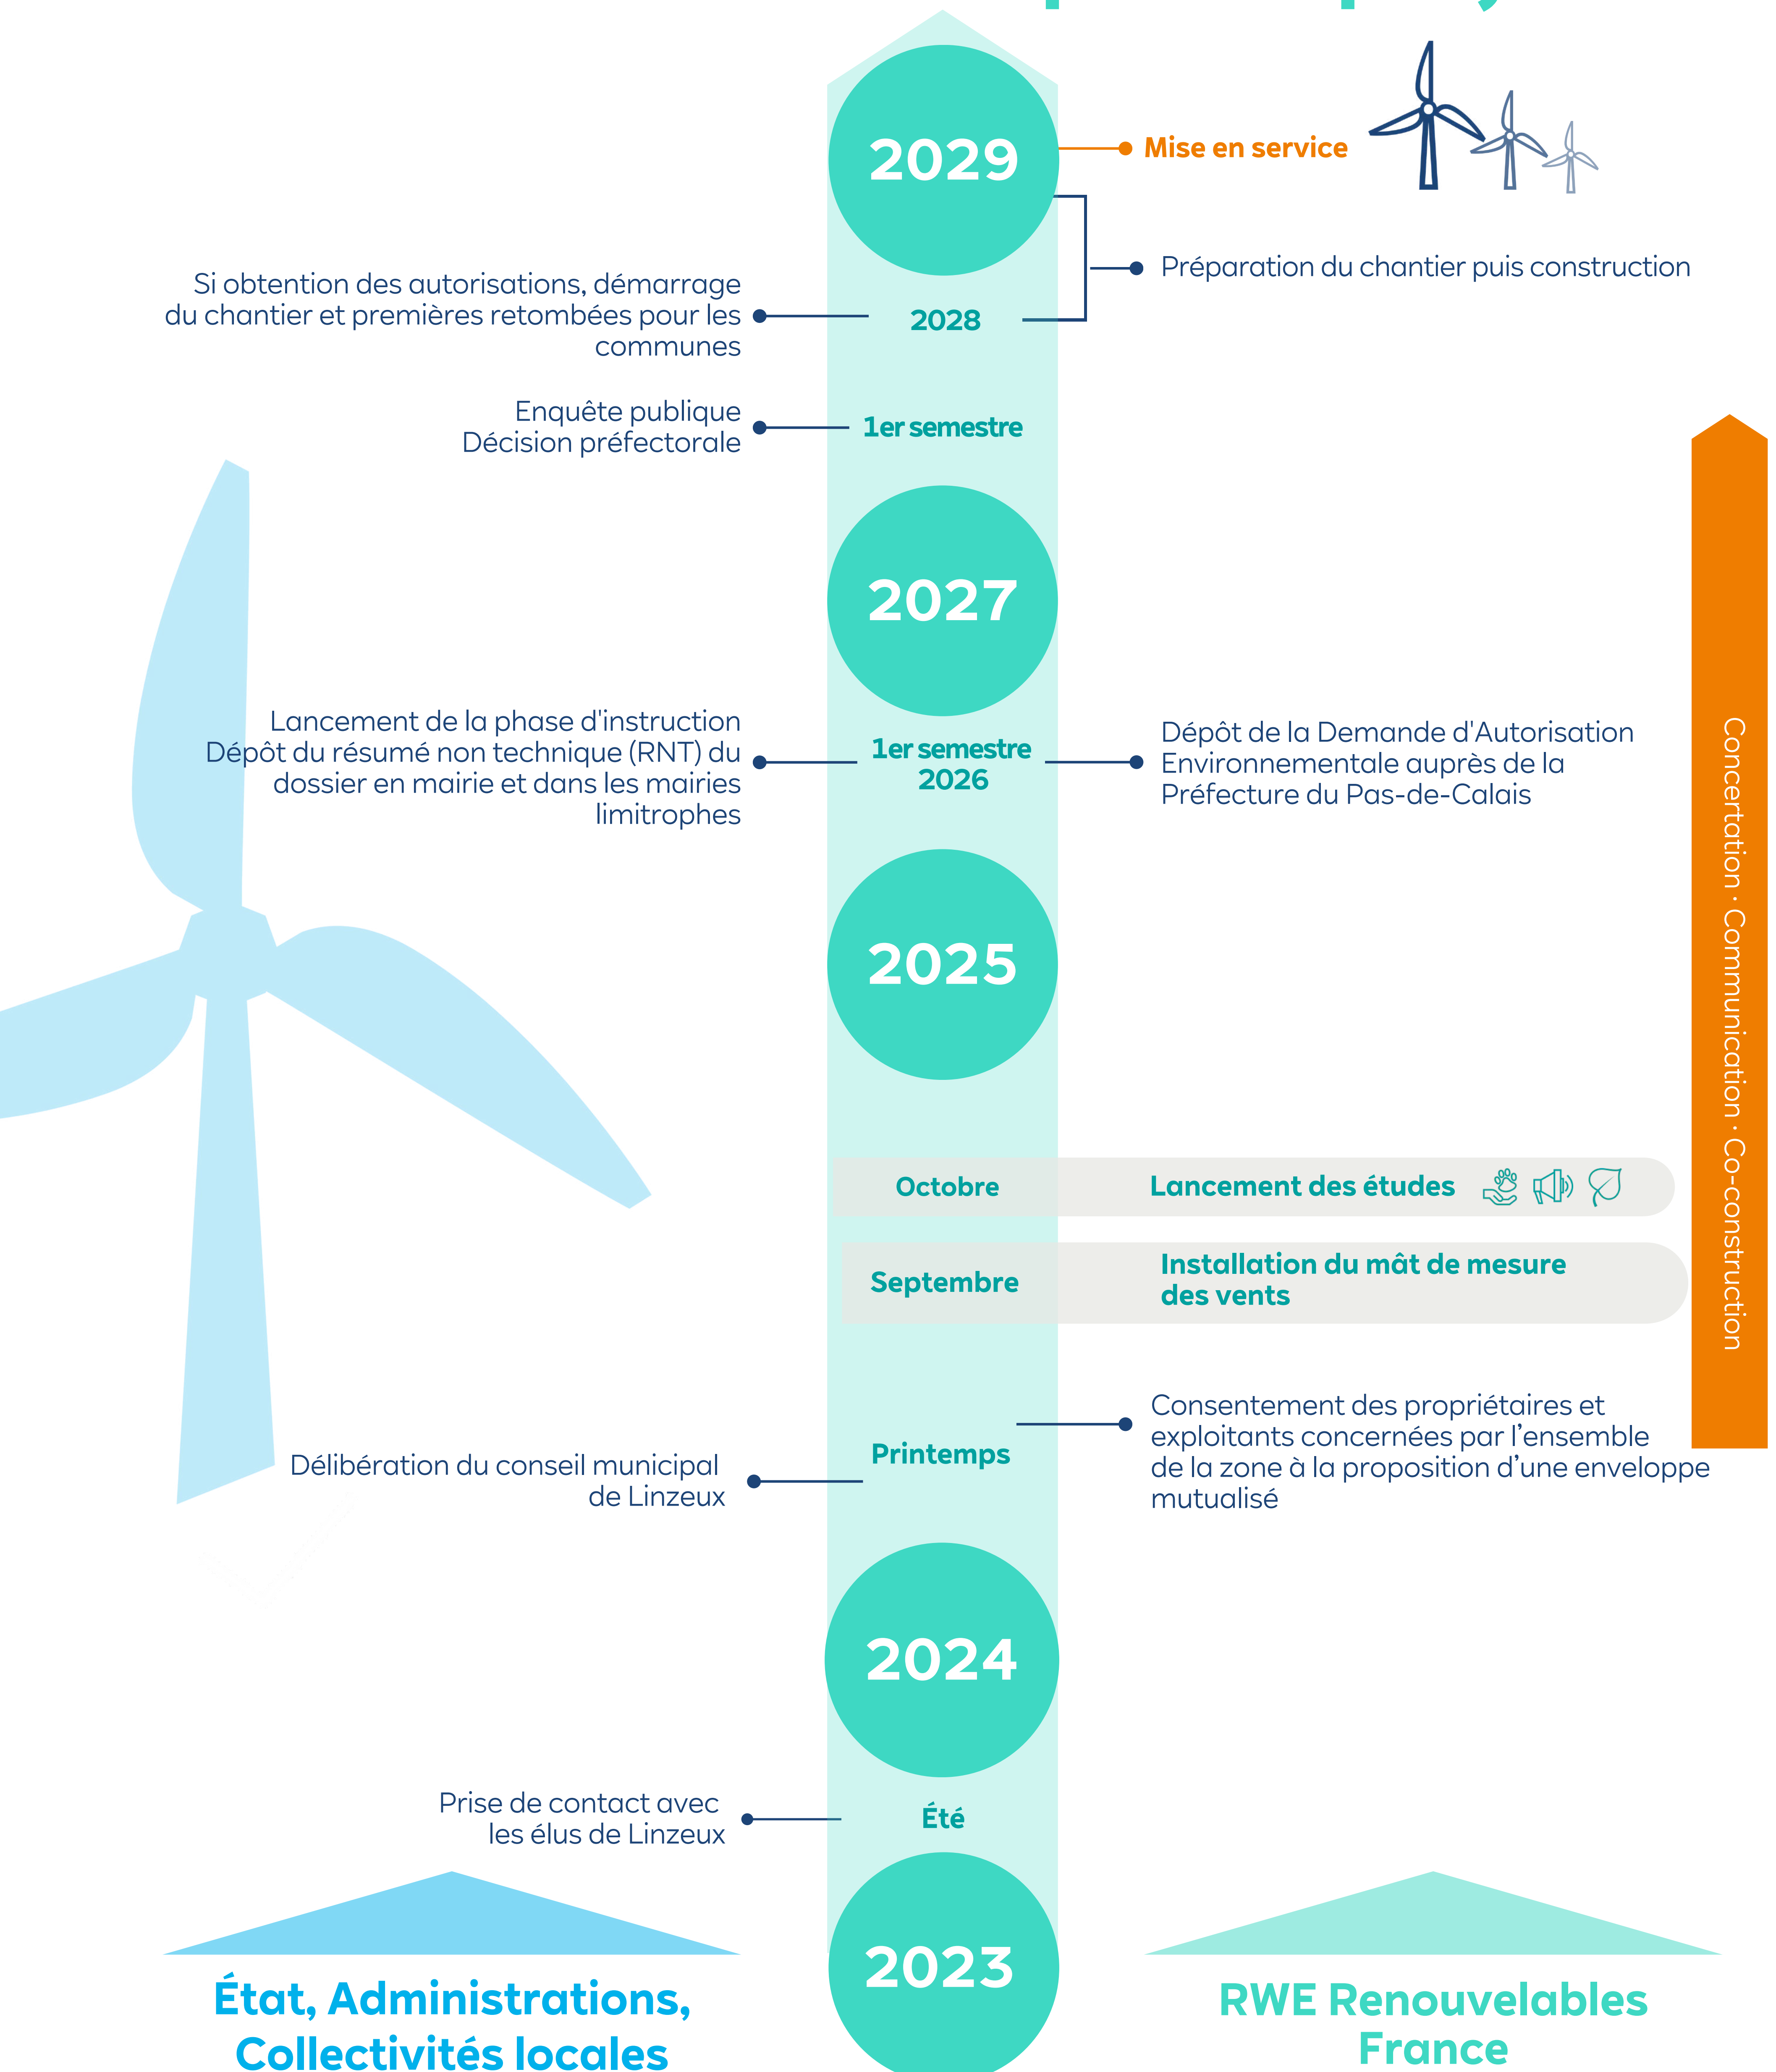 2029
Mise en service
Préparation du chantier puis construction
Si obtention des autorisations, démarrage
du chantier et premières retombées pour les
communes
2028
Enquête publique
Décision préfectorale
1er semestre
2027
Lancement de la phase d'instruction
Dépôt du résumé non technique (RNT) du
dossier en mairie et dans les mairies
limitrophes
1er semestre
2026
Dépôt de la Demande d'Autorisation
Environnementale auprès de la
Préfecture du Pas-de-Calais
Concertation · Communication · Co-construction
2025
Octobre
Lancement des études
Septembre
Installation du mât de mesure
des vents
Printemps
Consentement des propriétaires et
exploitants concernées par l’ensemble
de la zone à la proposition d’une enveloppe
mutualisé
Délibération du conseil municipal
de Linzeux
2024
Prise de contact avec
les élus de Linzeux
Été
2023
État, Administrations,
Collectivités locales
RWE Renouvelables
France